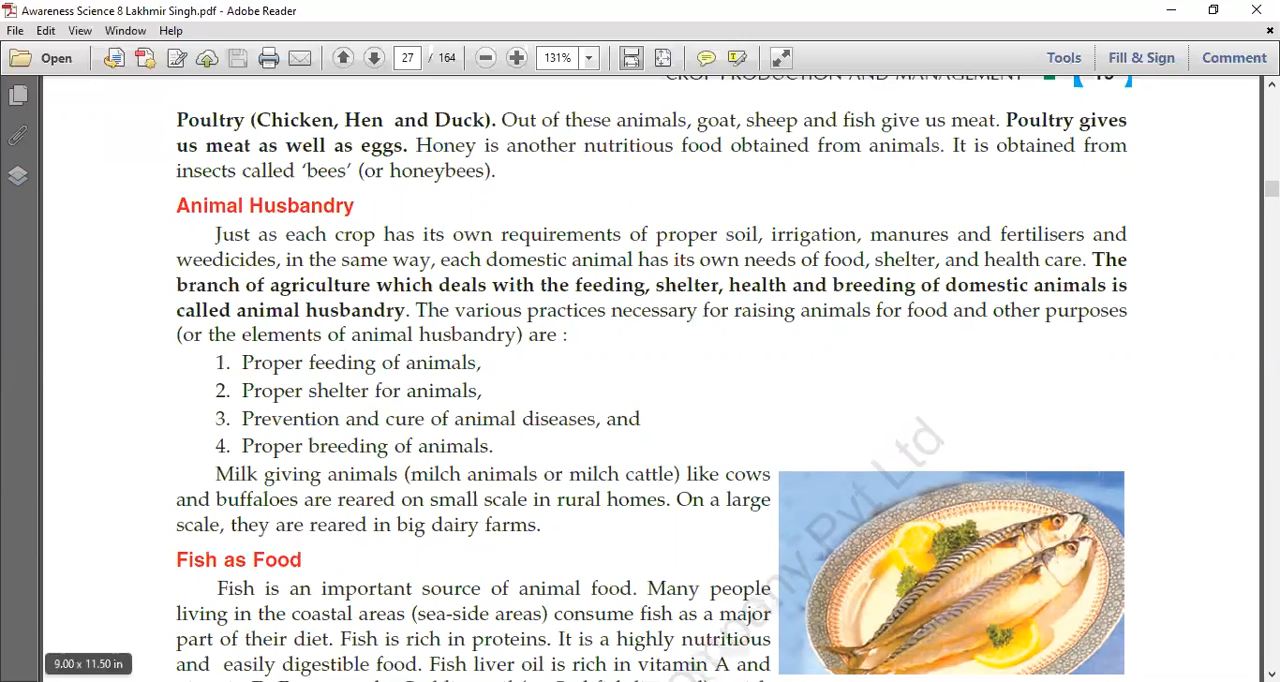 Awareness Science 8 Lakhmir Singh.pdf - Adobe Reader
File Edit View Window Help
Open 27 / 164 131% Tools Fill & Sign Comment
CROP PRODUCTION AND MANAGEMENT
Poultry (Chicken, Hen and Duck). Out of these animals, goat, sheep and fish give us meat. Poultry gives
us meat as well as eggs. Honey is another nutritious food obtained from animals. It is obtained from
insects called ‘bees’ (or honeybees).
Animal Husbandry
Just as each crop has its own requirements of proper soil, irrigation, manures and fertilisers and
weedicides, in the same way, each domestic animal has its own needs of food, shelter, and health care. The
branch of agriculture which deals with the feeding, shelter, health and breeding of domestic animals is
called animal husbandry. The various practices necessary for raising animals for food and other purposes
(or the elements of animal husbandry) are :
1. Proper feeding of animals,
2. Proper shelter for animals,
3. Prevention and cure of animal diseases, and
4. Proper breeding of animals.
Milk giving animals (milch animals or milch cattle) like cows
and buffaloes are reared on small scale in rural homes. On a large
scale, they are reared in big dairy farms.
Fish as Food
Fish is an important source of animal food. Many people
living in the coastal areas (sea-side areas) consume fish as a major
part of their diet. Fish is rich in proteins. It is a highly nutritious
and easily digestible food. Fish liver oil is rich in vitamin A and
9.00 x 11.50 in
Pvt Ltd